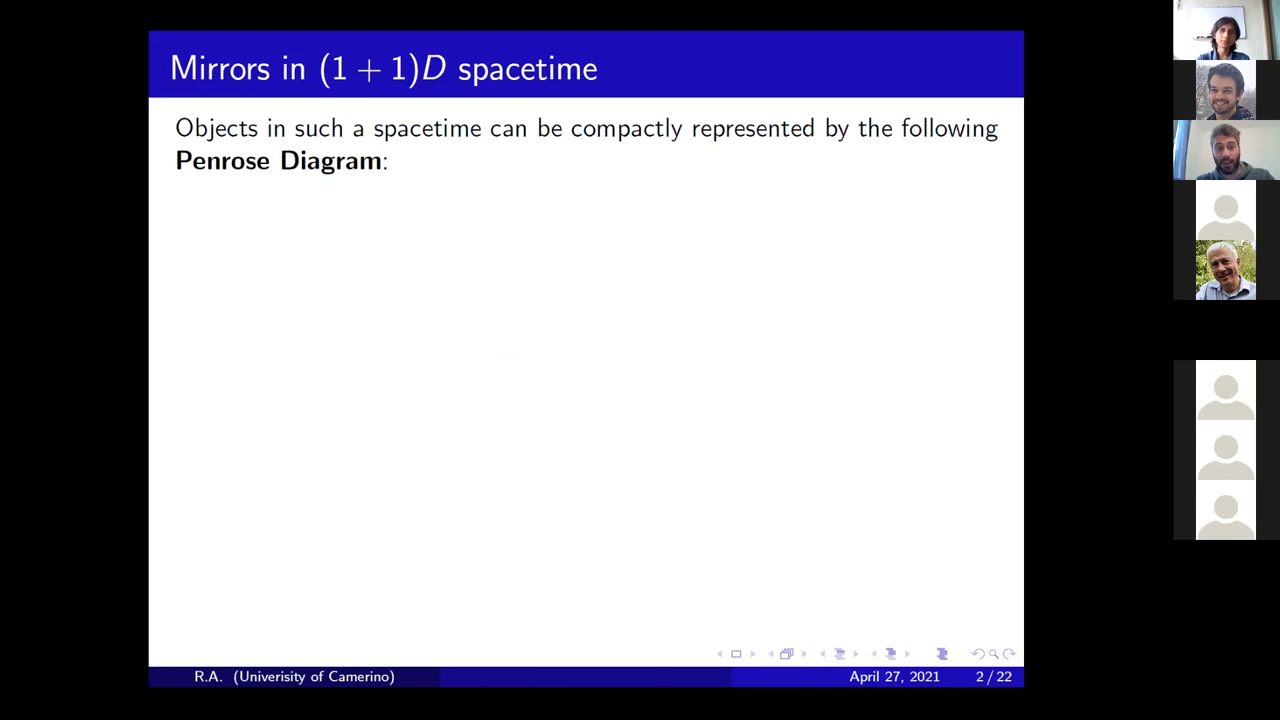 Mirrors in (1 + 1)D spacetime
Objects in such a spacetime can be compactly represented by the following
Penrose Diagram:
R.A. (Univerisity of Camerino)
April 27, 2021
2 / 22